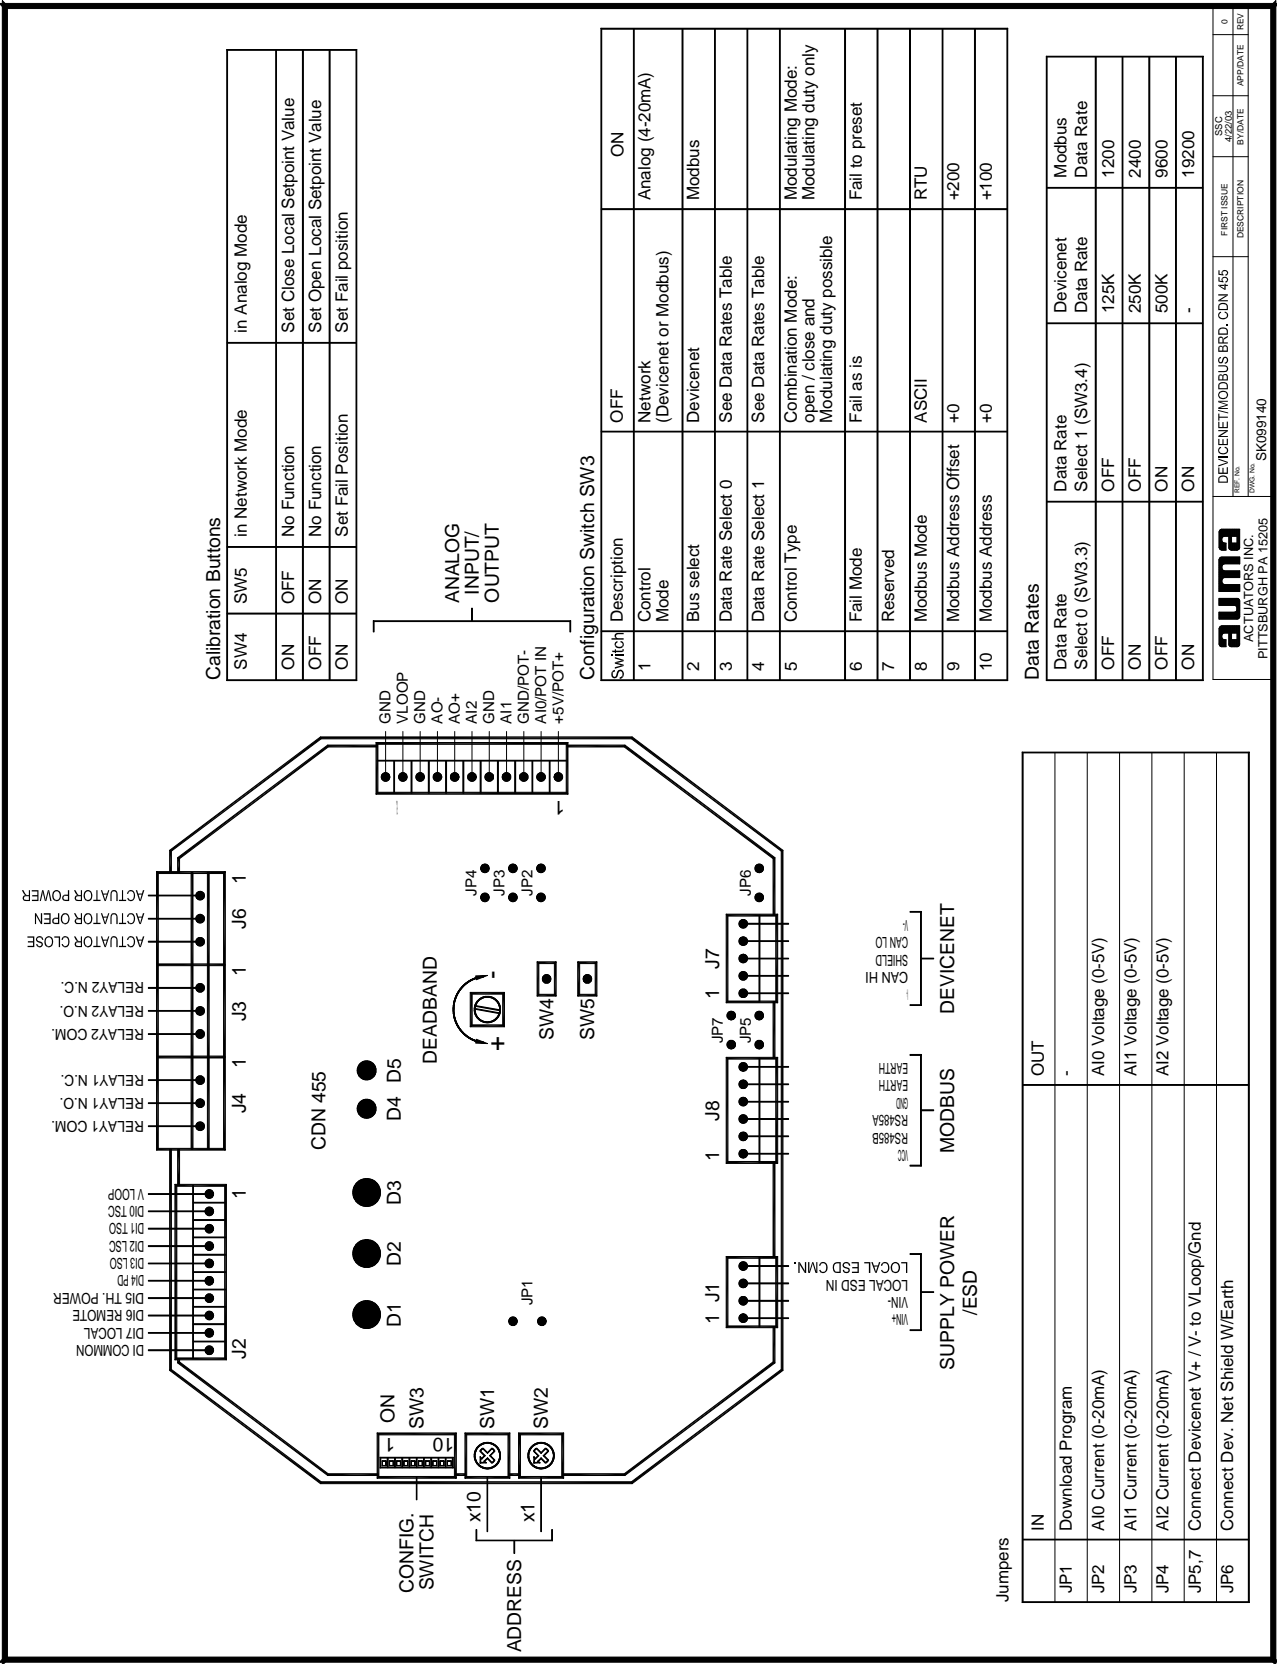 Calibration Buttons
SW4 SW5 in Network Mode in Analog Mode
ON OFF No Function Set Close Local Setpoint Value
OFF ON No Function Set Open Local Setpoint Value
ON ON Set Fail Position Set Fail position
ANALOG
INPUT/
OUTPUT
GND
VLOOP
GND
AO-
AO+
AI2
GND
AI1
GND/POT-
AI0/POT IN
+5V/POT+
1
Configuration Switch SW3
Switch Description OFF ON
1 Control
Mode Network
(Devicenet or Modbus) Analog (4-20mA)
2 Bus select Devicenet Modbus
3 Data Rate Select 0 See Data Rates Table
4 Data Rate Select 1 See Data Rates Table
5 Control Type Combination Mode:
open / close and
Modulating duty possible Modulating Mode:
Modulating duty only
6 Fail Mode Fail as is Fail to preset
7 Reserved
8 Modbus Mode ASCII RTU
9 Modbus Address Offset +0 +200
10 Modbus Address +0 +100
Data Rates
Data Rate
Select 0 (SW3.3) Data Rate
Select 1 (SW3.4) Devicenet
Data Rate Modbus
Data Rate
OFF OFF 125K 1200
ON OFF 250K 2400
OFF ON 500K 9600
ON ON - 19200
auma
ACTUATORS INC.
PITTSBURGH PA 15205
DEVICENET/MODBUS BRD. CDN 455
REF. No.
DWG. No. SK099140
FIRST ISSUE SSC
4/22/03 0
DESCRIPTION BY/DATE APP/DATE REV
ACTUATOR POWER
ACTUATOR OPEN
ACTUATOR CLOSE
J6 1
RELAY2 N.C.
RELAY2 N.O.
RELAY2 COM.
J3 1
RELAY1 N.C.
RELAY1 N.O.
RELAY1 COM.
J4 1
V LOOP
DI0 TSC
DI1 TSO
DI2 LSC
DI3 LSO
DI4 PD
DI5 TH. POWER
DI6 REMOTE
DI7 LOCAL
DI COMMON
J2 1
CDN 455
D1 D2 D3 D4 D5
DEADBAND
+ -
SW4
SW5
JP4
JP3
JP2
JP6
JP1
JP7
JP5
ON
1 10
SW3
SW1
SW2
CONFIG.
SWITCH
x10
x1
ADDRESS
1 J1
VIN+
VIN-
LOCAL ESD IN
LOCAL ESD CMN.
SUPPLY POWER
/ESD
1 J8
VCC
RS485B
RS485A
GND
EARTH
EARTH
MODBUS
1 J7
CAN HI
SHIELD
CAN LO
V-
DEVICENET
Jumpers
IN OUT
JP1 Download Program -
JP2 AI0 Current (0-20mA) AI0 Voltage (0-5V)
JP3 AI1 Current (0-20mA) AI1 Voltage (0-5V)
JP4 AI2 Current (0-20mA) AI2 Voltage (0-5V)
JP5,7 Connect Devicenet V+ / V- to VLoop/Gnd
JP6 Connect Dev. Net Shield W/Earth